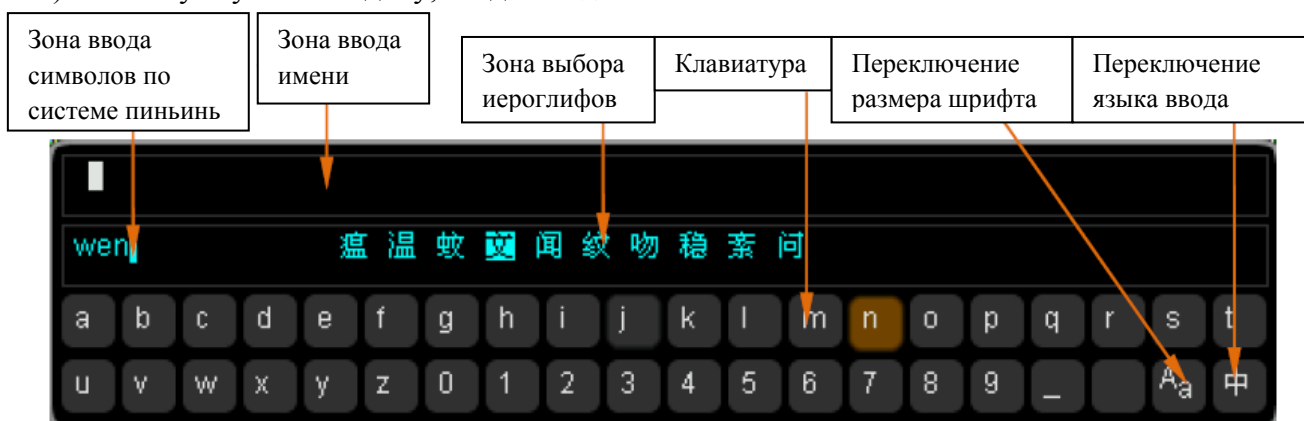 Зона ввода
символов по
системе пиньинь
Зона ввода
имени
Зона выбора
иероглифов
Клавиатура
Переключение
размера шрифта
Переключение
языка ввода
wen 瘟 温 蚊 文 闻 纹 吻 稳 紊 问
a b c d e f g h i j k l m n o p q r s t
u v w x y z 0 1 2 3 4 5 6 7 8 9 _ Aa 中